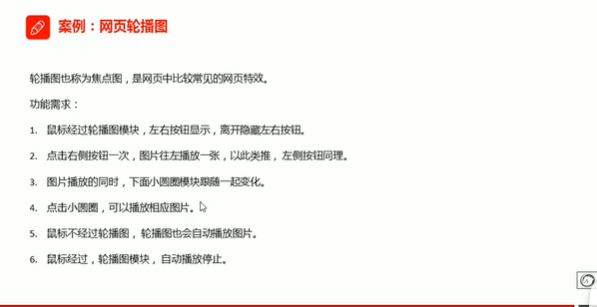 案例：网页轮播图
轮播图也称为焦点图，是网页中比较常见的网页特效。
功能需求：
1. 鼠标经过轮播图模块，左右按钮显示，离开隐藏左右按钮。
2. 点击右侧按钮一次，图片往左播放一张，以此类推，左侧按钮同理。
3. 图片播放的同时，下面小圆圈模块跟随一起变化。
4. 点击小圆圈，可以播放相应图片。
5. 鼠标不经过轮播图，轮播图也会自动播放图片。
6. 鼠标经过，轮播图模块，自动播放停止。